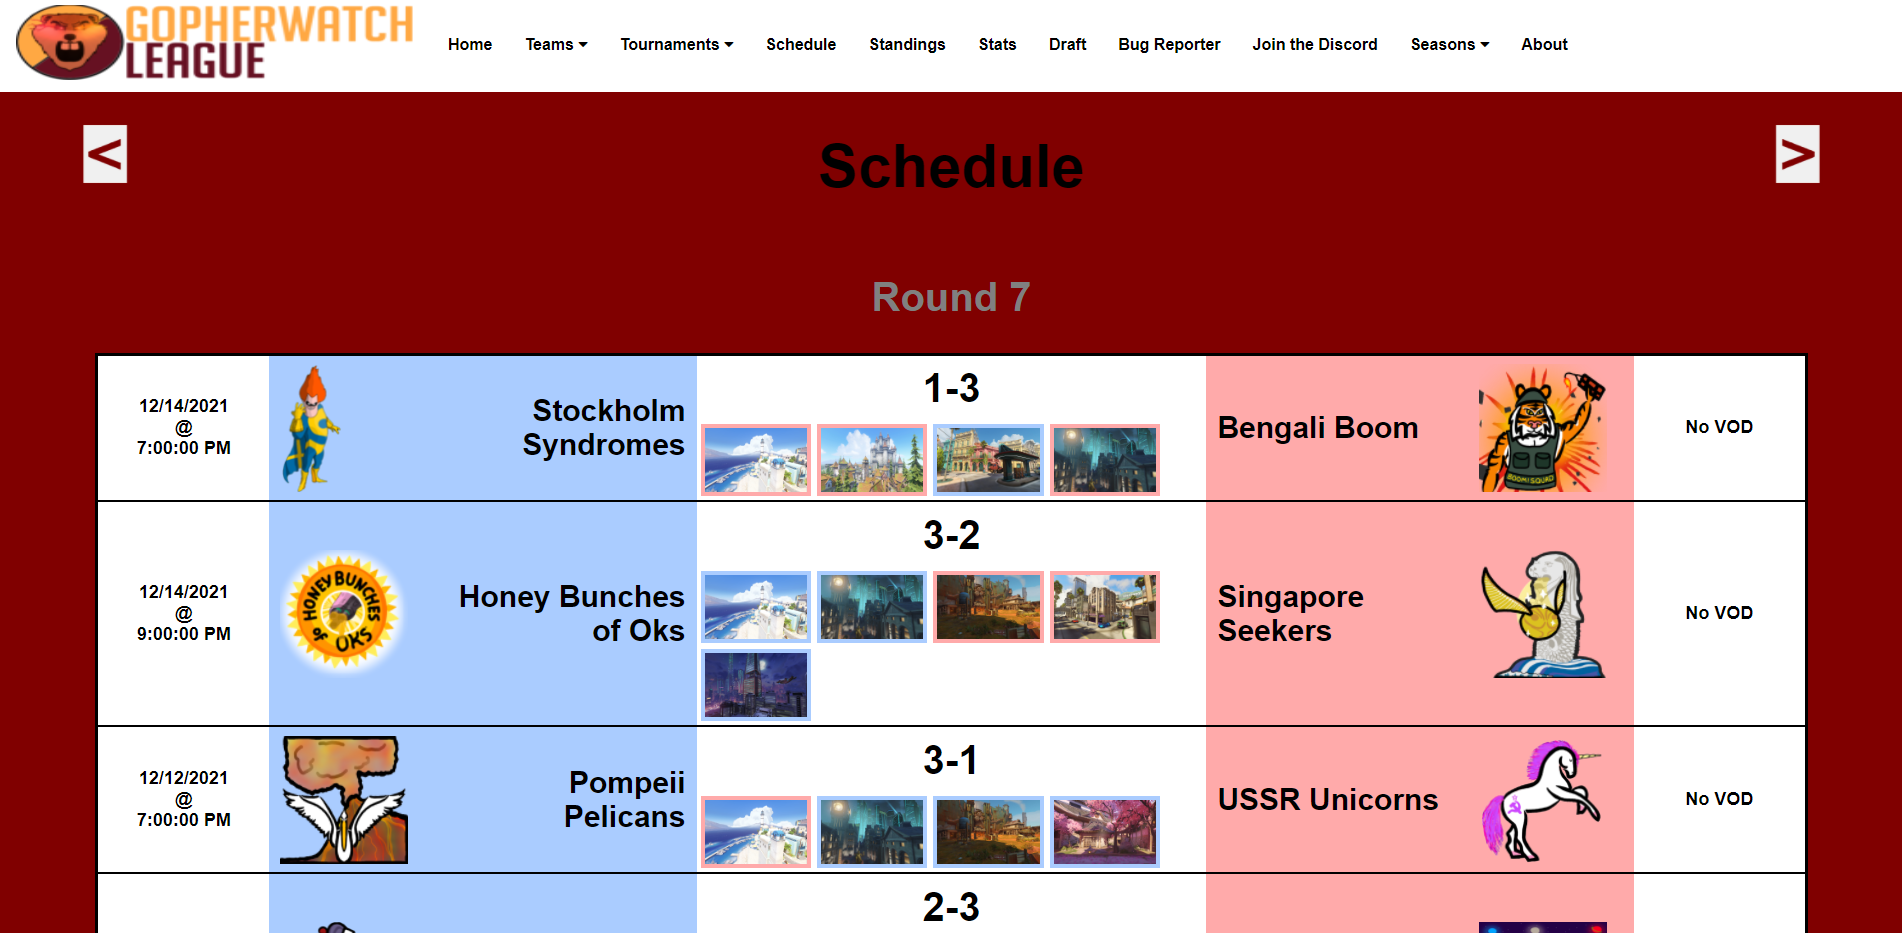 GOPHERWATCH
LEAGUE
Home Teams Tournaments Schedule Standings Stats Draft Bug Reporter Join the Discord Seasons About
< Schedule >
Round 7
12/14/2021
@
7:00:00 PM
Stockholm
Syndromes
1-3
Bengali Boom
BOOM SQUAD
No VOD
12/14/2021
@
9:00:00 PM
HONEY BUNCHES
of OKS
Honey Bunches
of Oks
3-2
Singapore
Seekers
No VOD
12/12/2021
@
7:00:00 PM
Pompeii
Pelicans
3-1
USSR Unicorns
No VOD
2-3